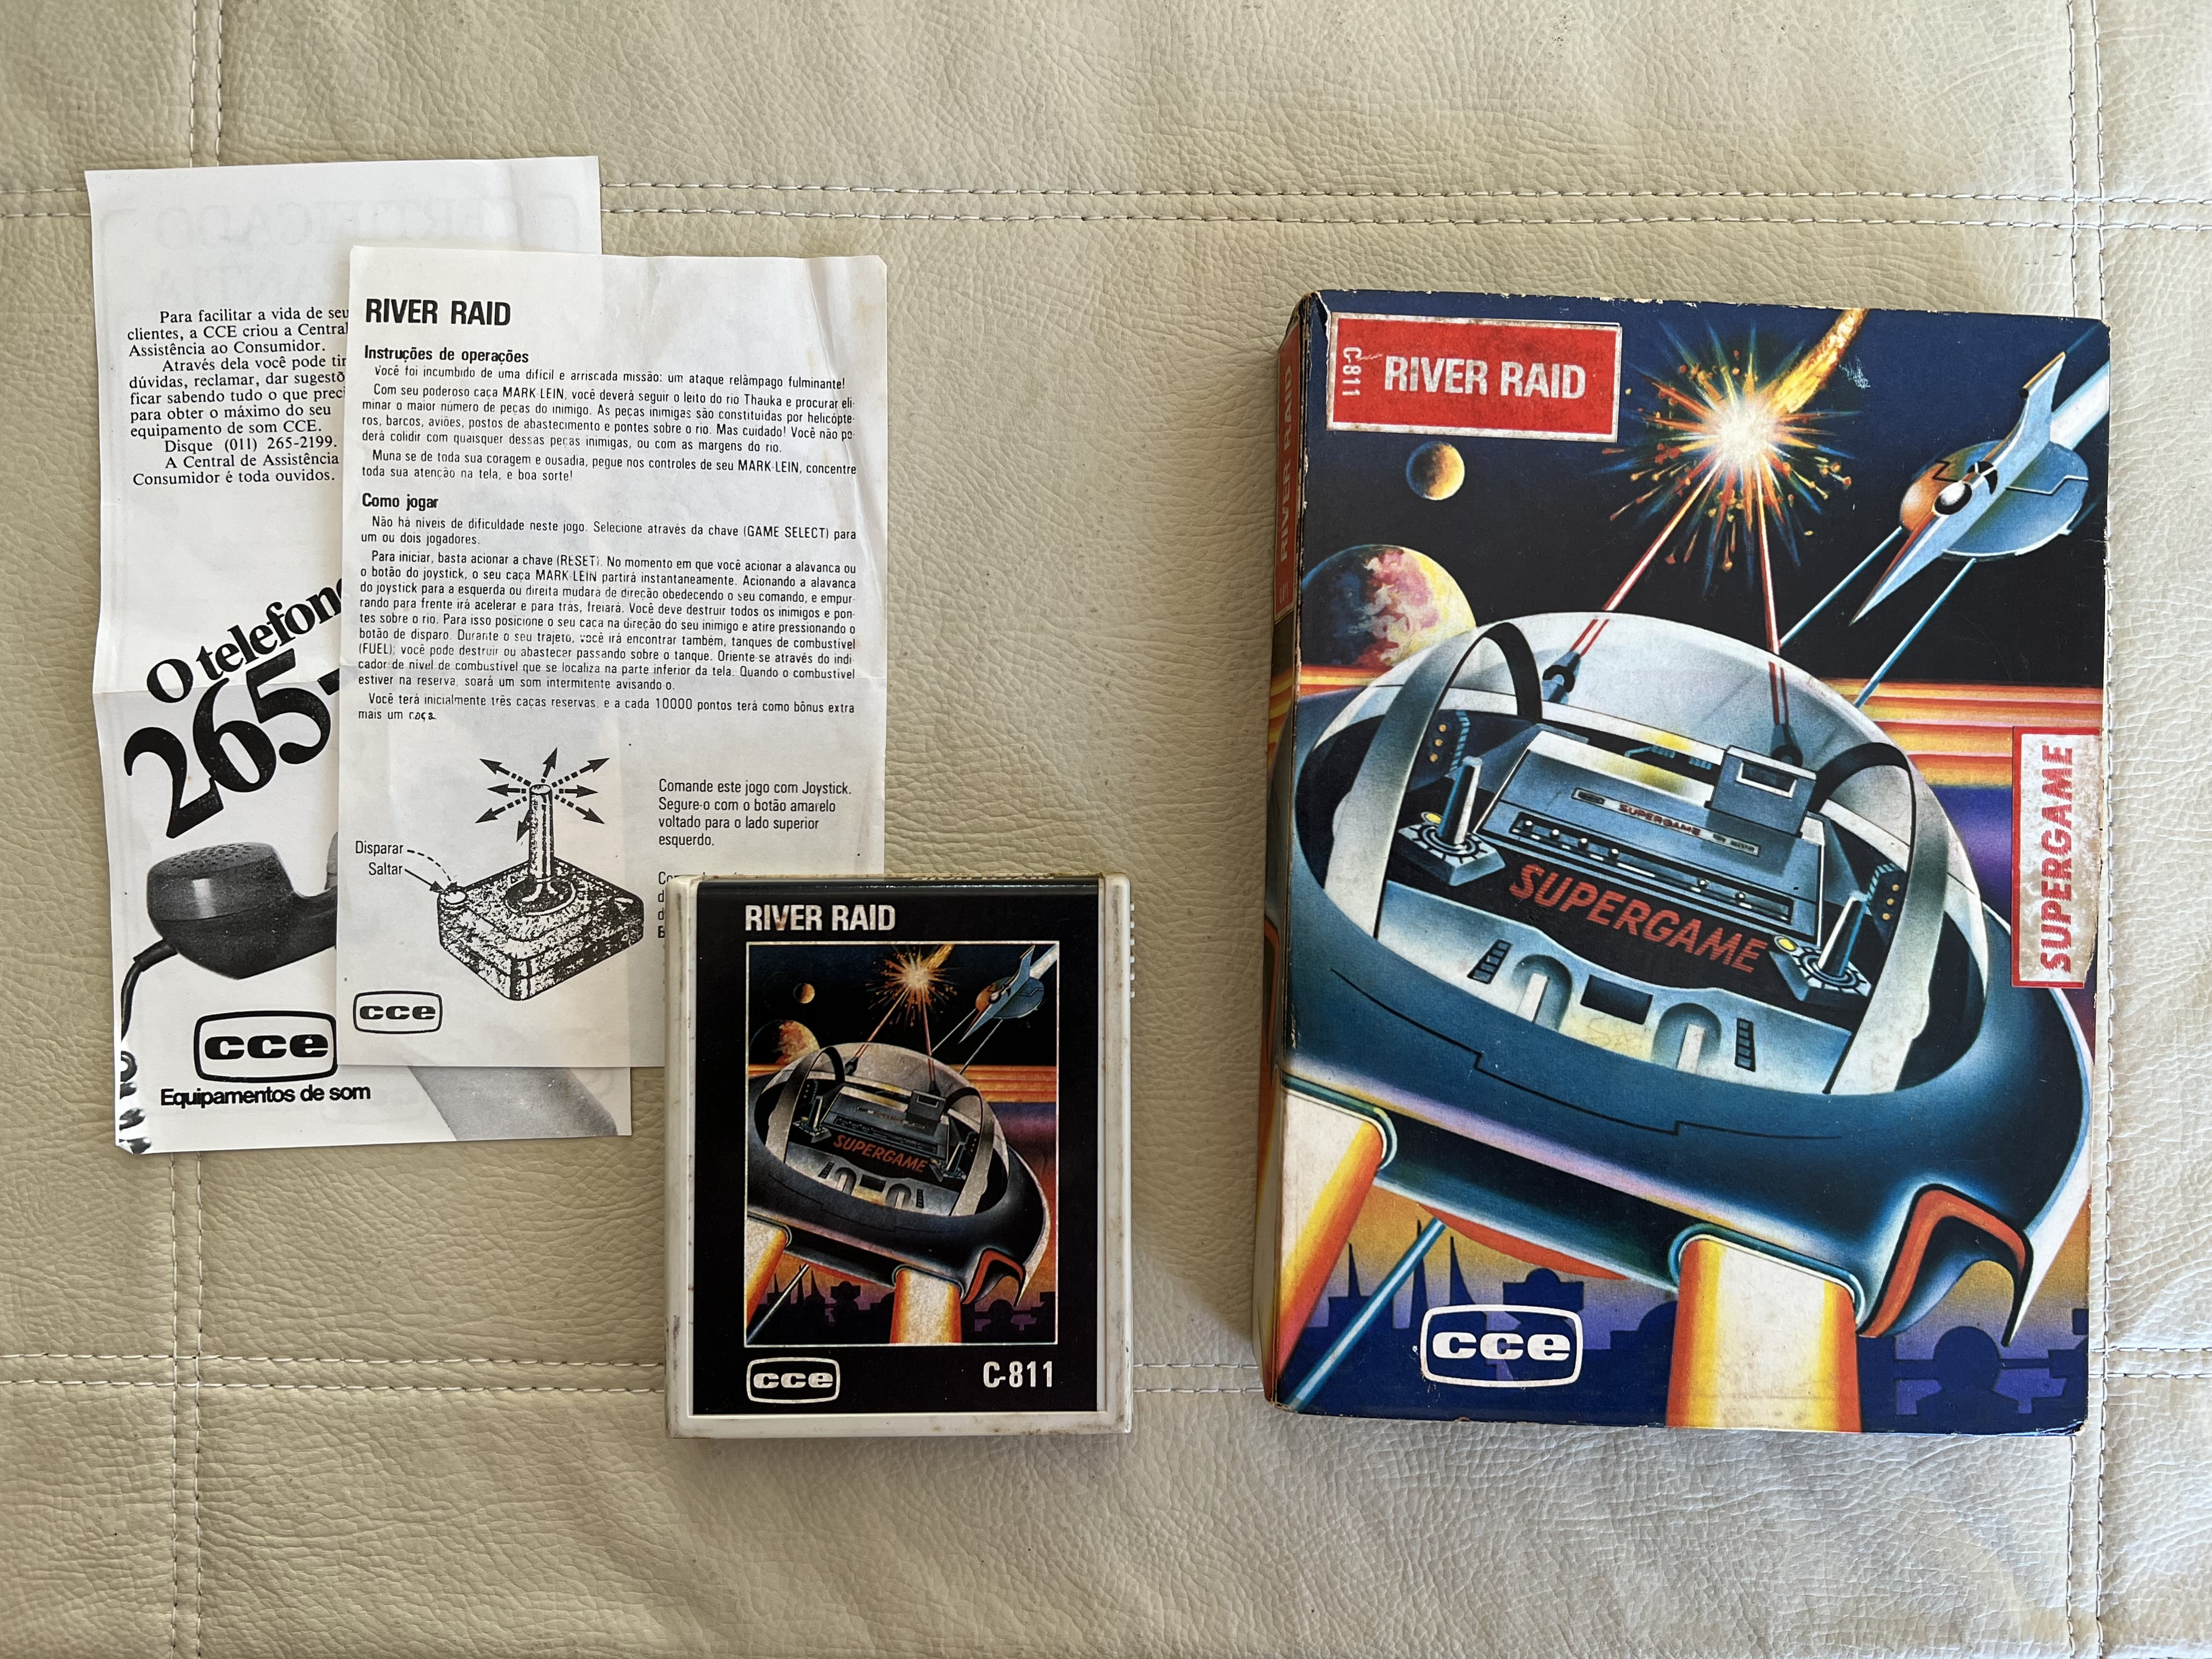 Para facilitar a vida de seu
clientes, a CCE criou a Central
Assistência ao Consumidor.
Através dela você pode tir
dúvidas, reclamar, dar sugestõ
ficar sabendo tudo o que preci
para obter o máximo do seu
equipamento de som CCE.
Disque (011) 265-2199.
A Central de Assistência
Consumidor é toda ouvidos.
O telefone
265-
cce
Equipamentos de som
RIVER RAID
Instruções de operações
Você foi incumbido de uma difícil e arriscada missão: um ataque relâmpago fulminante!
Com seu poderoso caça MARK-LEIN, você deverá seguir o leito do rio Thauka e procurar eli-
minar o maior número de peças do inimigo. As peças inimigas são constituídas por helicópte-
ros, barcos, aviões, postos de abastecimento e pontes sobre o rio. Mas cuidado! Você não po-
derá colidir com quaisquer dessas peças inimigas, ou com as margens do rio.
Muna-se de toda sua coragem e ousadia, pegue nos controles de seu MARK-LEIN, concentre
toda sua atenção na tela, e boa sorte!
Como jogar
Não há níveis de dificuldade neste jogo. Selecione através da chave (GAME SELECT) para
um ou dois jogadores.
Para iniciar, basta acionar a chave (RESET). No momento em que você acionar a alavanca ou
o botão do joystick, o seu caça MARK-LEIN partirá instantaneamente. Acionando a alavanca
do joystick para a esquerda ou direita mudará de direção obedecendo o seu comando, e empur-
rando para frente irá acelerar e para trás, freiará. Você deve destruir todos os inimigos e pon-
tes sobre o rio. Para isso posicione o seu caca na direção do seu inimigo e atire pressionando o
botão de disparo. Durante o seu trajeto, você irá encontrar também, tanques de combustível
(FUEL); você pode destruir ou abastecer passando sobre o tanque. Oriente-se através do indi-
cador de nível de combustível que se localiza na parte inferior da tela. Quando o combustível
estiver na reserva, soará um som intermitente avisando-o.
Você terá inicialmente três caças reservas, e a cada 10000 pontos terá como bônus extra
mais um caça.
Disparar
Saltar
Comande este jogo com Joystick.
Segure-o com o botão amarelo
voltado para o lado superior
esquerdo.
cce
RIVER RAID
SUPERGAME
cce
C-811
C-811
RIVER RAID
RIVER RAID
SUPERGAME
SUPERGAME
SUPERGAME
cce